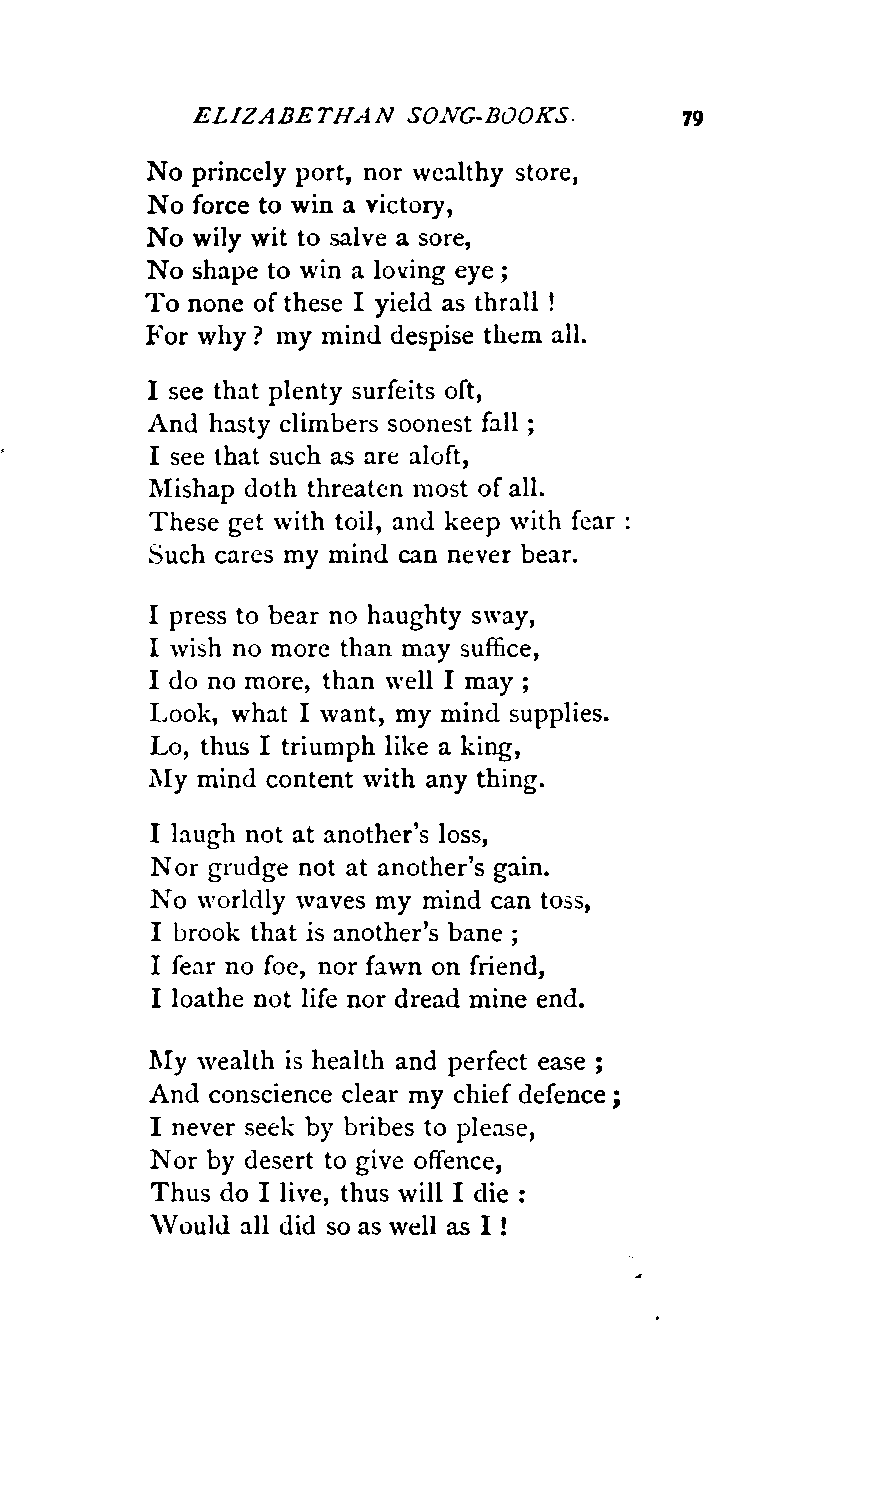 ELIZABETHAN SONG-BOOKS. 79
No princely port, nor wealthy store,
No force to win a victory,
No wily wit to salve a sore,
No shape to win a loving eye ;
To none of these I yield as thrall !
For why ? my mind despise them all.

I see that plenty surfeits oft,
And hasty climbers soonest fall ;
I see that such as are aloft,
Mishap doth threaten most of all.
These get with toil, and keep with fear :
Such cares my mind can never bear.

I press to bear no haughty sway,
I wish no more than may suffice,
I do no more, than well I may ;
Look, what I want, my mind supplies.
Lo, thus I triumph like a king,
My mind content with any thing.

I laugh not at another's loss,
Nor grudge not at another's gain.
No worldly waves my mind can toss,
I brook that is another's bane ;
I fear no foe, nor fawn on friend,
I loathe not life nor dread mine end.

My wealth is health and perfect ease ;
And conscience clear my chief defence ;
I never seek by bribes to please,
Nor by desert to give offence,
Thus do I live, thus will I die :
Would all did so as well as I !